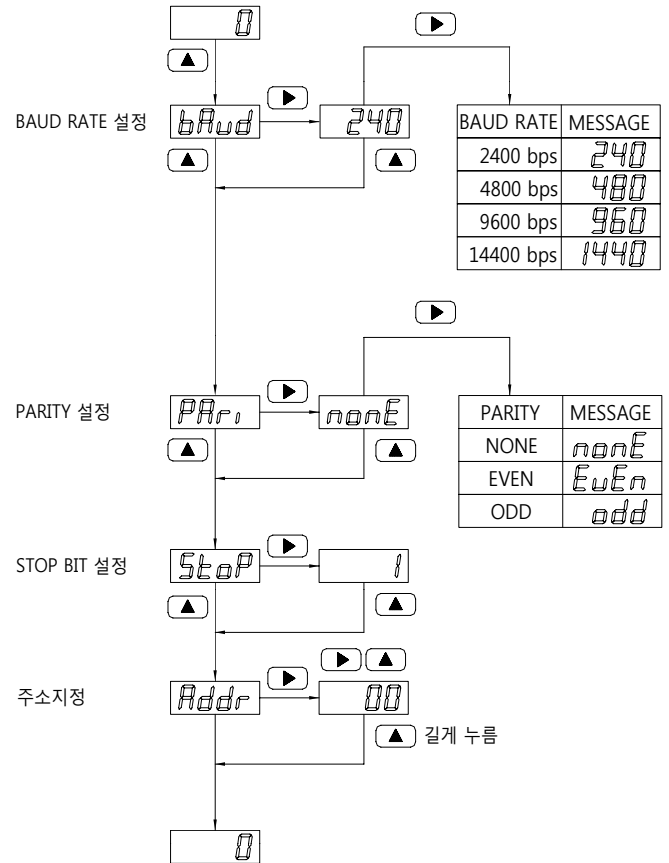 0
BAUD RATE 설정 bAud 240
BAUD RATE MESSAGE
2400 bps 240
4800 bps 480
9600 bps 960
14400 bps 1440
PARITY 설정 PAri nonE
PARITY MESSAGE
NONE nonE
EVEN EvEn
ODD odd
STOP BIT 설정 StoP 1
주소지정 Addr 00
길게 누름
0